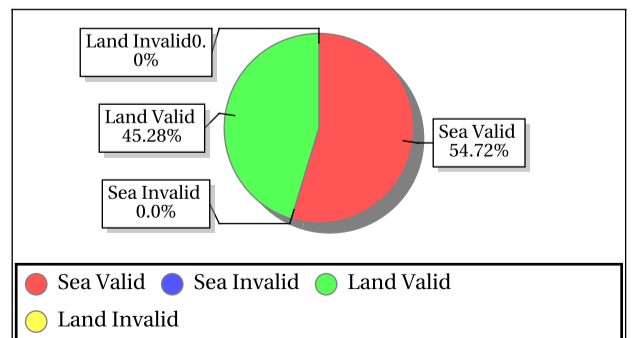 Land Invalid0.
0%
Land Valid
45.28%
Sea Valid
54.72%
Sea Invalid
0.0%
Sea Valid Sea Invalid Land Valid
Land Invalid